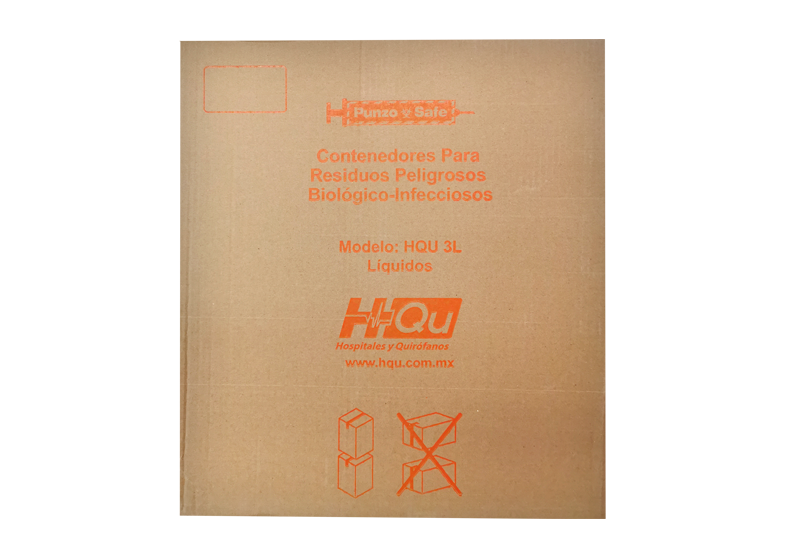 Punzo Safe
Contenedores Para
Residuos Peligrosos
Biológico-Infecciosos
Modelo: HQU 3L
Líquidos
HQu
Hospitales y Quirófanos
www.hqu.com.mx